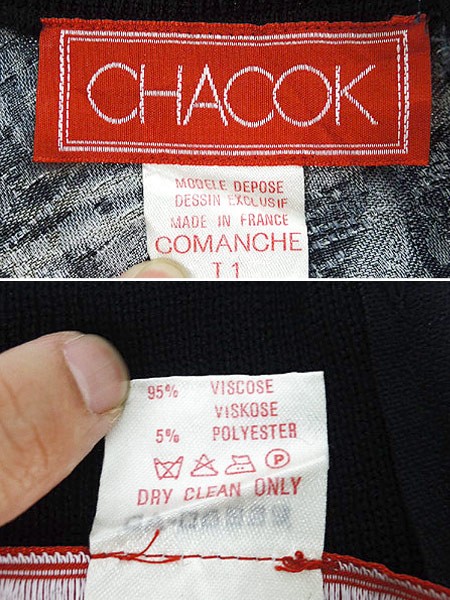 CHACOK
MODELE DEPOSE
DESSIN EXCLUSIF
MADE IN FRANCE
COMANCHE
T1
95% VISCOSE
VISKOSE
5% POLYESTER
P
DRY CLEAN ONLY